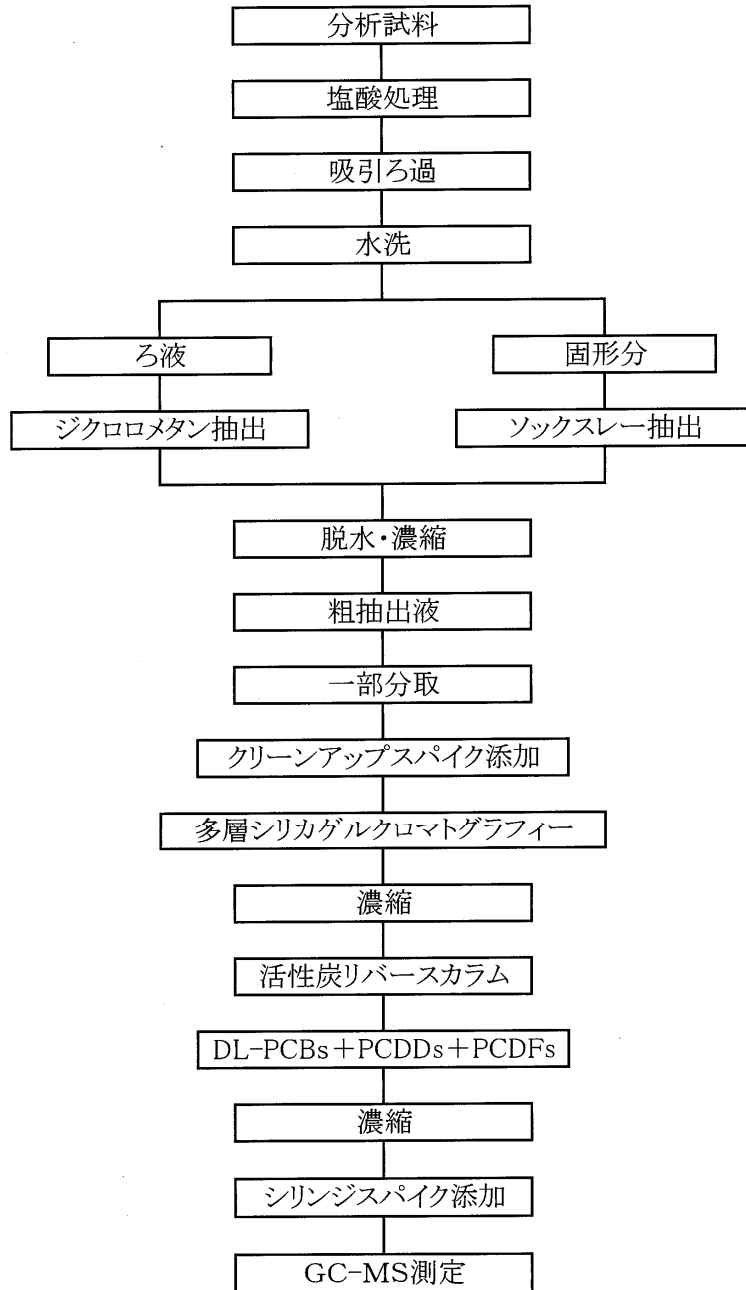 分析試料
塩酸処理
吸引ろ過
水洗
ろ液
固形分
ジクロロメタン抽出
ソックスレー抽出
脱水・濃縮
粗抽出液
一部分取
クリーンアップスパイク添加
多層シリカゲルクロマトグラフィー
濃縮
活性炭リバースカラム
DL-PCBs＋PCDDs＋PCDFs
濃縮
シリンジスパイク添加
GC-MS測定